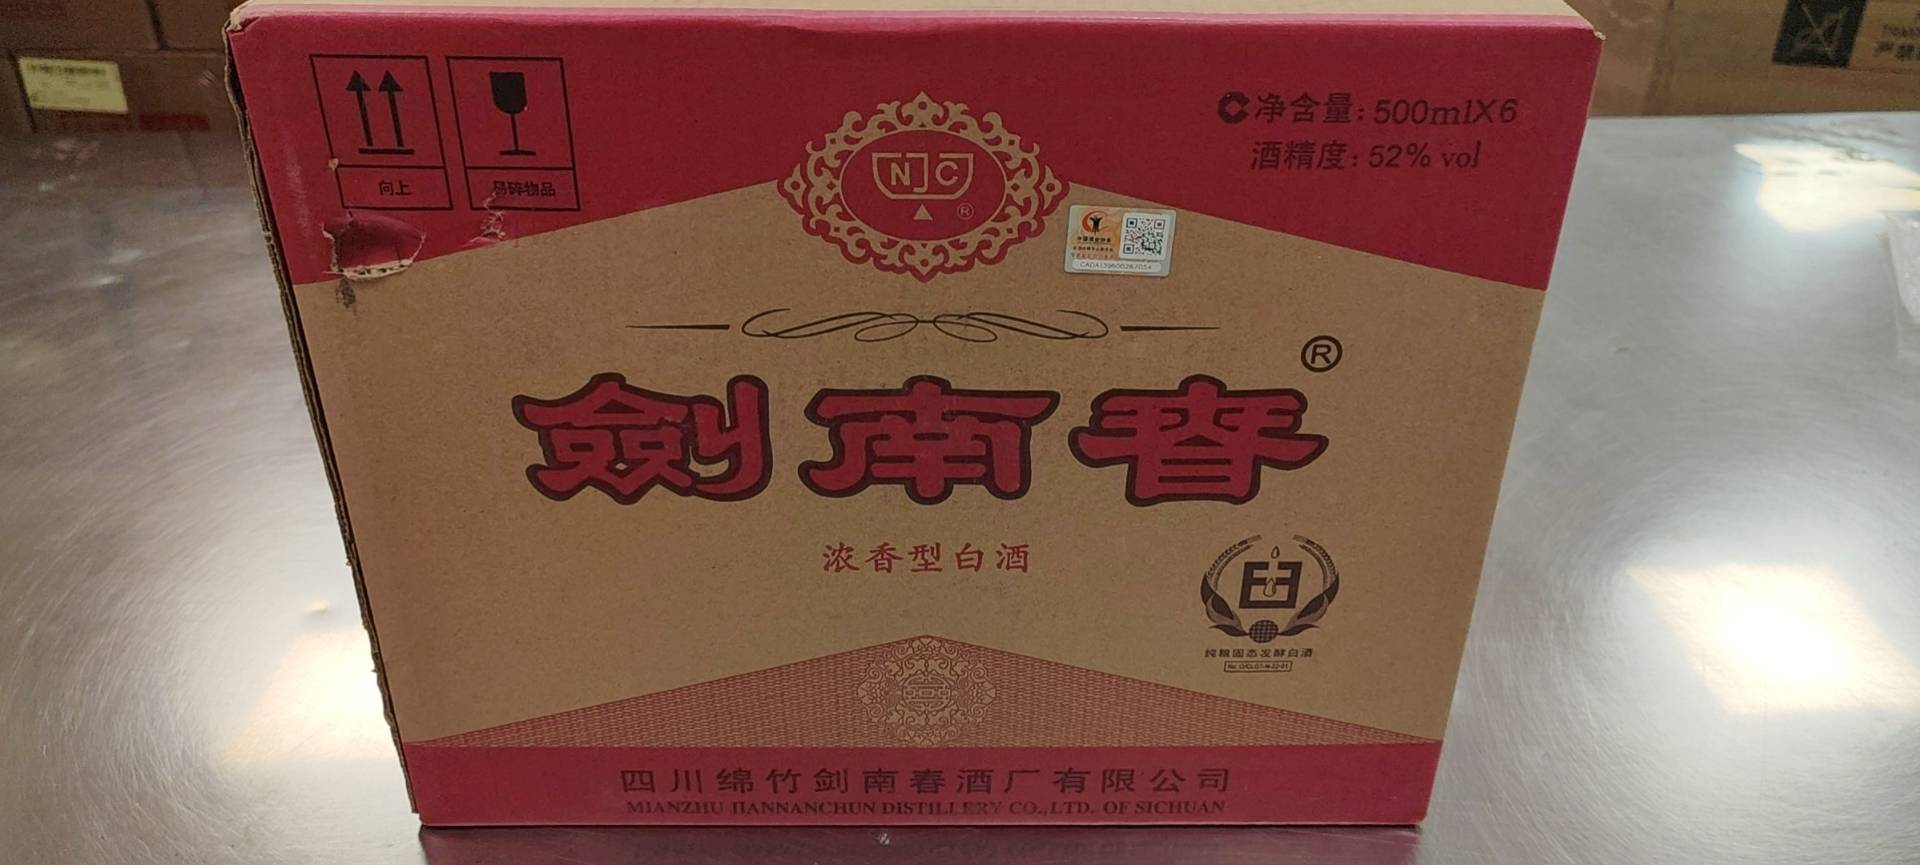 向上
易碎物品
NJC
®
净含量: 500mlX6
酒精度: 52% vol
剑南春®
浓香型白酒
纯粮固态发酵白酒
四川绵竹剑南春酒厂有限公司
MIANZHU JIANNANCHUN DISTILLERY CO.,LTD. OF SICHUAN